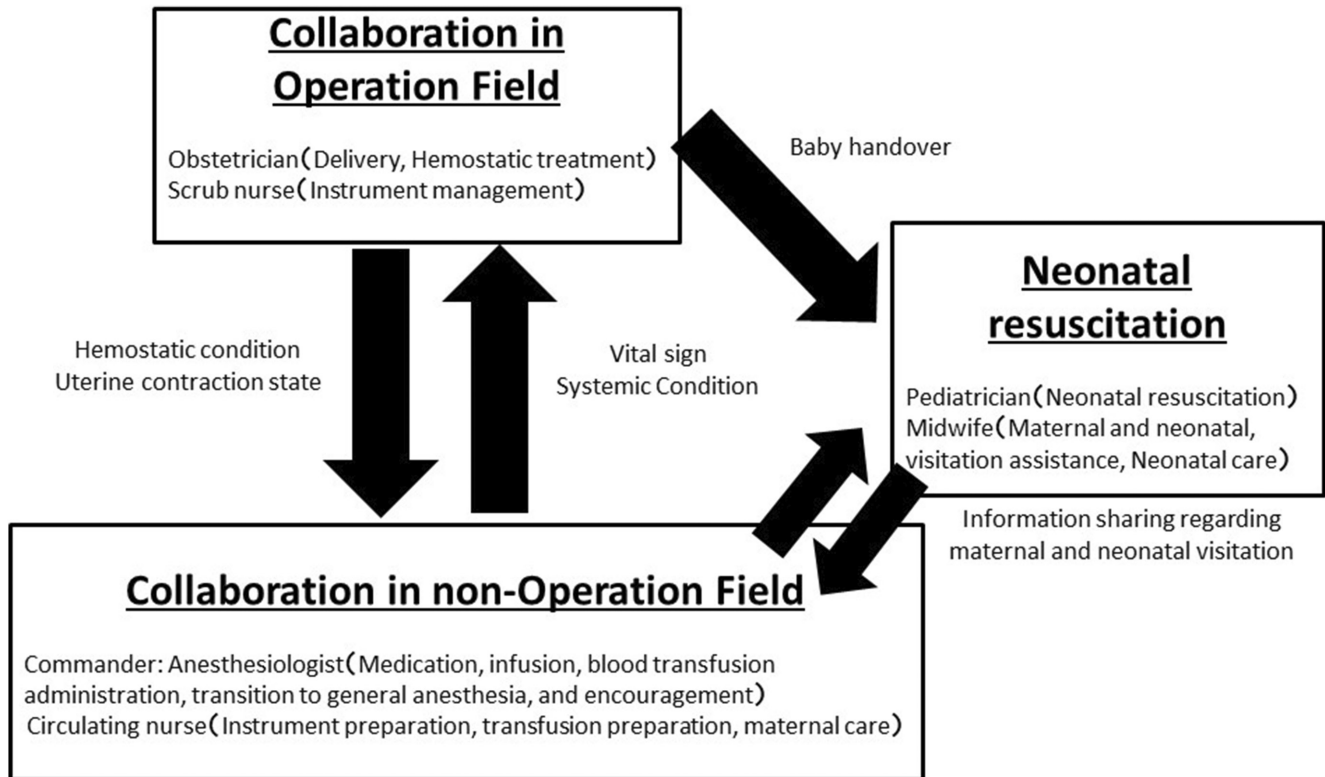 Collaboration in
Operation Field
Obstetrician(Delivery, Hemostatic treatment)
Scrub nurse(Instrument management)
Baby handover
Neonatal
resuscitation
Pediatrician(Neonatal resuscitation)
Midwife(Maternal and neonatal,
visitation assistance, Neonatal care)
Hemostatic condition
Uterine contraction state
Vital sign
Systemic Condition
Information sharing regarding
maternal and neonatal visitation
Collaboration in non-Operation Field
Commander: Anesthesiologist(Medication, infusion, blood transfusion
administration, transition to general anesthesia, and encouragement)
Circulating nurse(Instrument preparation, transfusion preparation, maternal care)